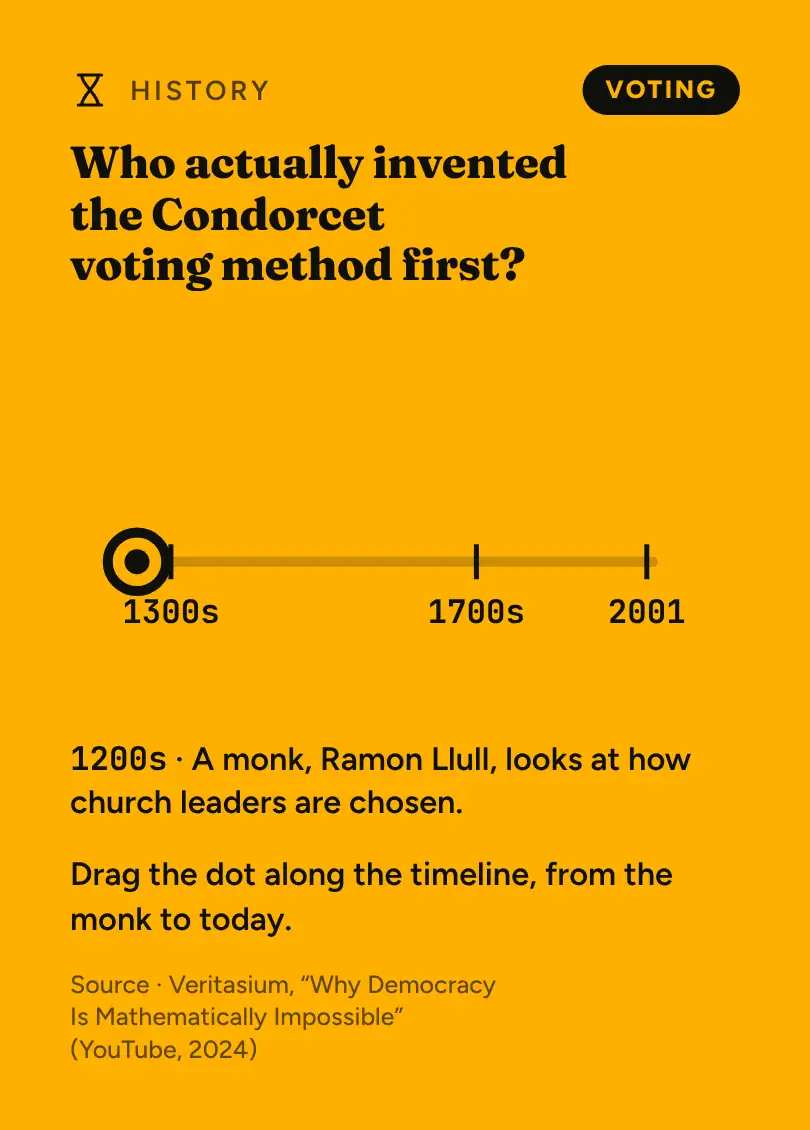 HISTORY
VOTING
Who actually invented
the Condorcet
voting method first?
1300s
1700s
2001
1200s · A monk, Ramon Llull, looks at how
church leaders are chosen.
Drag the dot along the timeline, from the
monk to today.
Source · Veritasium, “Why Democracy
Is Mathematically Impossible”
(YouTube, 2024)